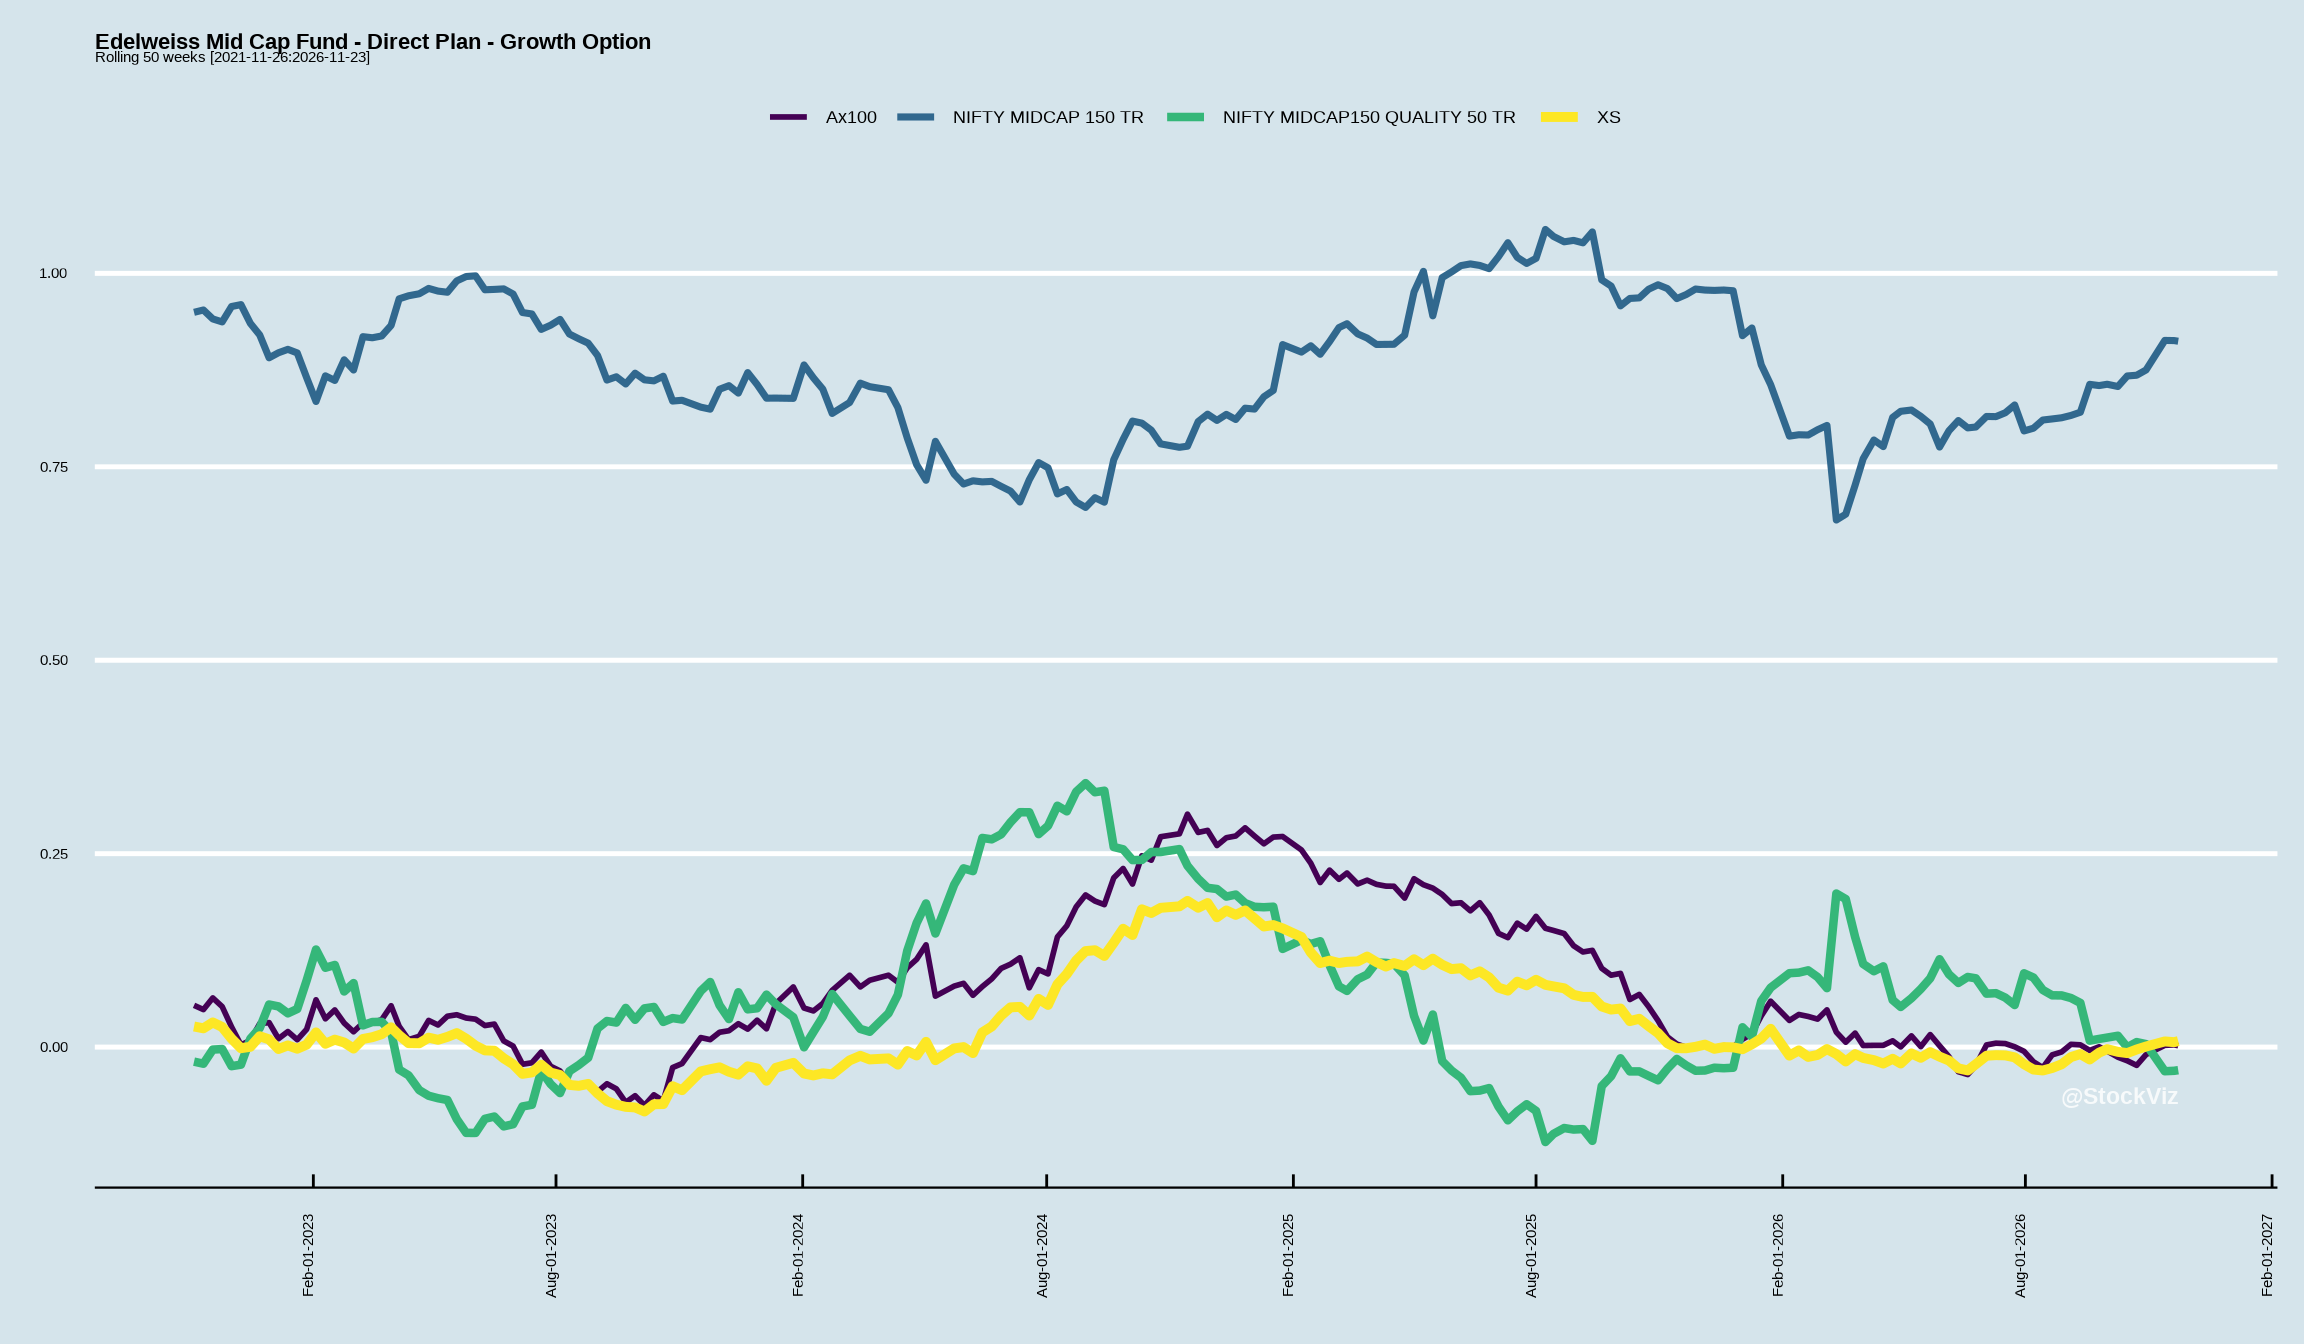 Edelweiss Mid Cap Fund - Direct Plan - Growth Option
Rolling 50 weeks [2021-11-26:2026-11-23]
Ax100 NIFTY MIDCAP 150 TR NIFTY MIDCAP150 QUALITY 50 TR XS
1.00
0.75
0.50
0.25
0.00
@StockViz
Feb-01-2023 Aug-01-2023 Feb-01-2024 Aug-01-2024 Feb-01-2025 Aug-01-2025 Feb-01-2026 Aug-01-2026 Feb-01-2027